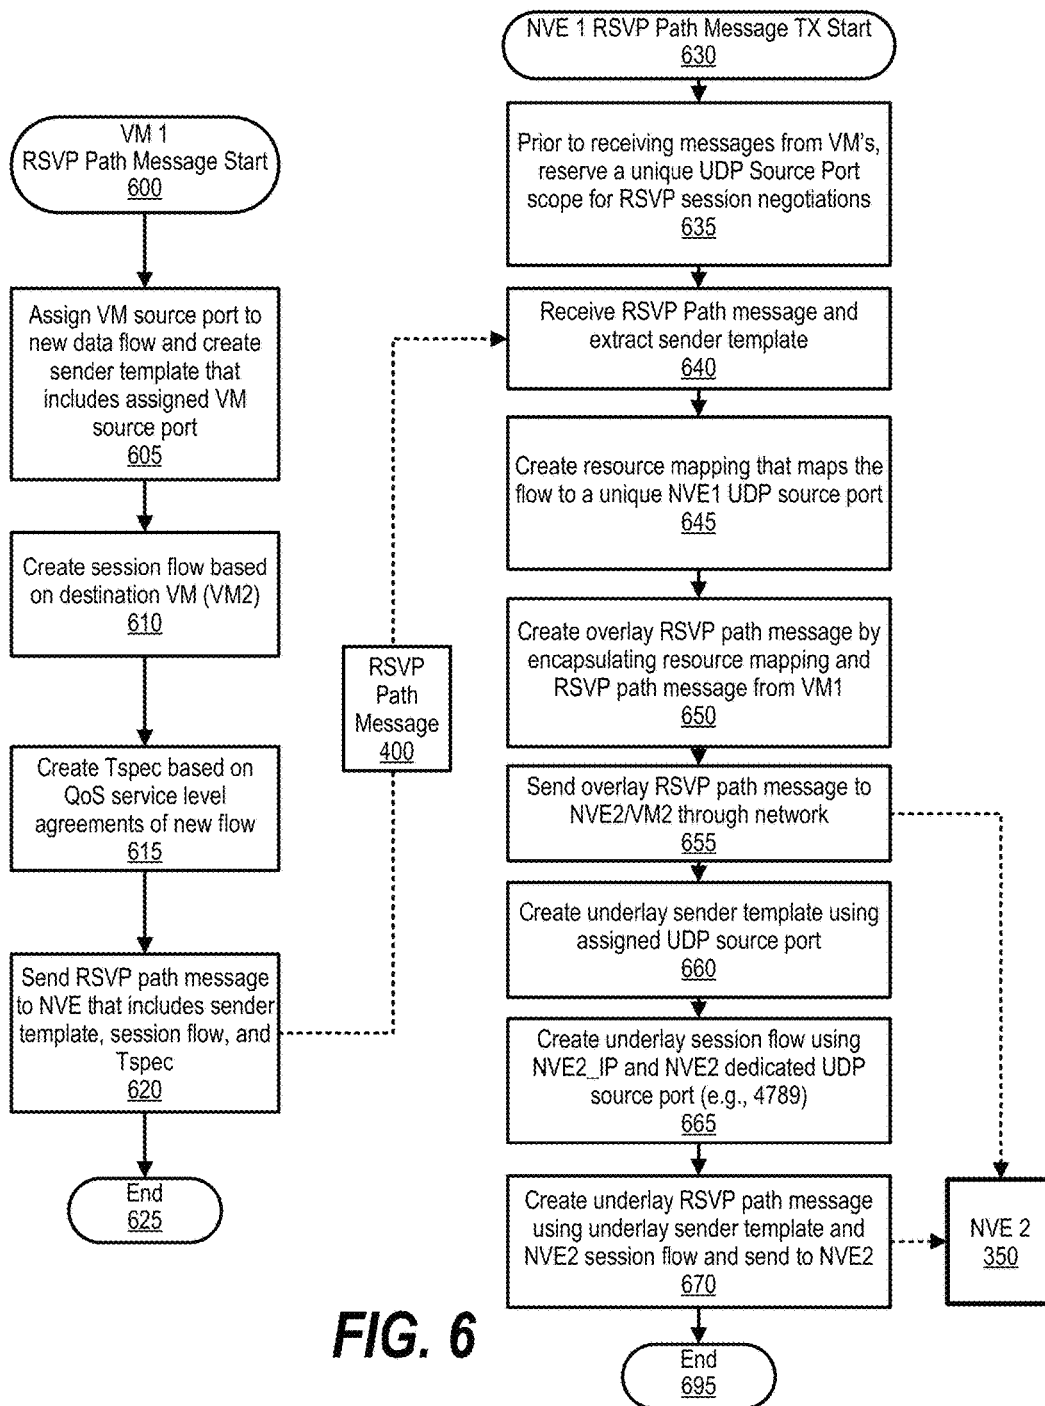 VM 1
RSVP Path Message Start
600
Assign VM source port to
new data flow and create
sender template that
includes assigned VM
source port
605
Create session flow based
on destination VM (VM2)
610
Create Tspec based on
QoS service level
agreements of new flow
615
Send RSVP path message
to NVE that includes sender
template, session flow, and
Tspec
620
End
625
RSVP
Path
Message
400
NVE 1 RSVP Path Message TX Start
630
Prior to receiving messages from VM's,
reserve a unique UDP Source Port
scope for RSVP session negotiations
635
Receive RSVP Path message and
extract sender template
640
Create resource mapping that maps the
flow to a unique NVE1 UDP source port
645
Create overlay RSVP path message by
encapsulating resource mapping and
RSVP path message from VM1
650
Send overlay RSVP path message to
NVE2/VM2 through network
655
Create underlay sender template using
assigned UDP source port
660
Create underlay session flow using
NVE2_IP and NVE2 dedicated UDP
source port (e.g., 4789)
665
Create underlay RSVP path message
using underlay sender template and
NVE2 session flow and send to NVE2
670
NVE 2
350
End
695
FIG. 6